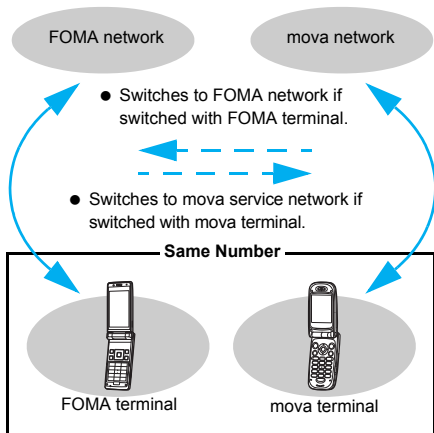 FOMA network
mova network
● Switches to FOMA network if
switched with FOMA terminal.
● Switches to mova service network if
switched with mova terminal.
Same Number
FOMA terminal
mova terminal